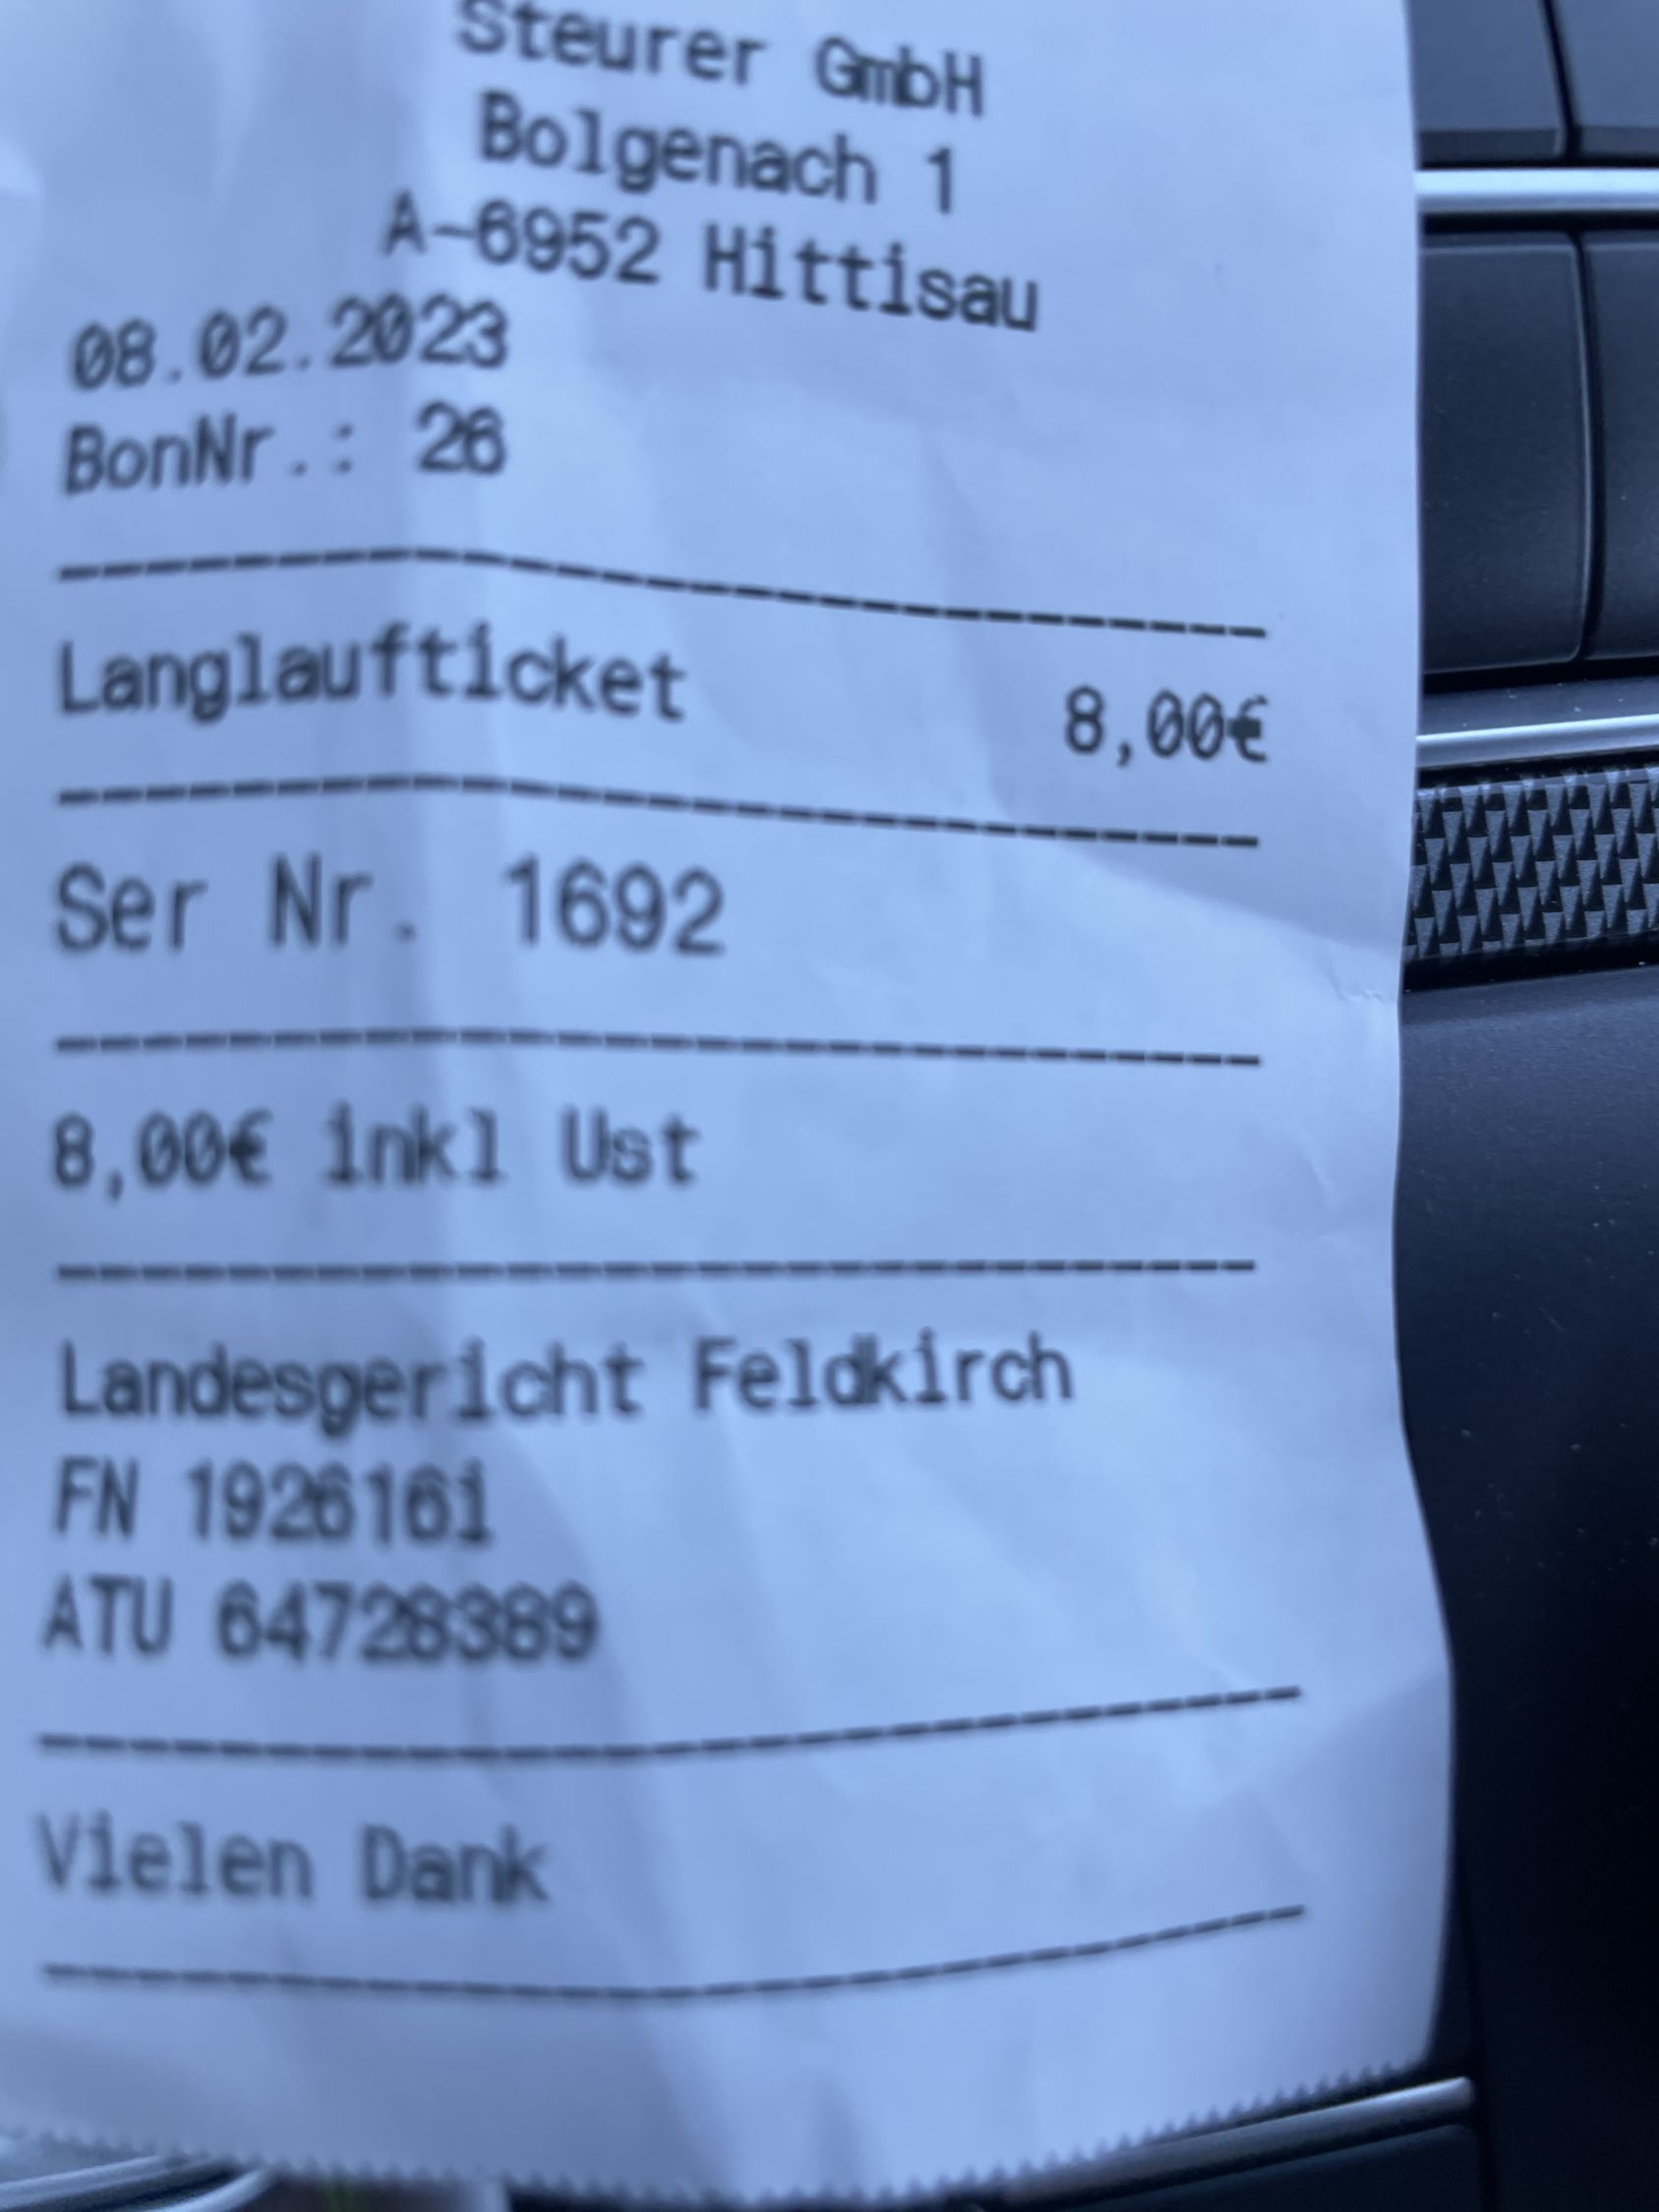 Steurer GmbH
Bolgenach 1
A-6952 Hittisau
08.02.2023
BonNr.: 26
Langlaufticket 8,00€
Ser Nr. 1692
8,00€ inkl Ust
Landesgericht Feldkirch
FN 192616i
ATU 64728389
Vielen Dank